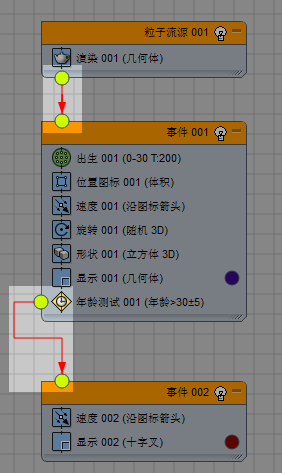 粒子流源 001
渲染 001 (几何体)
事件 001
出生 001 (0-30 T:200)
位置图标 001 (体积)
速度 001 (沿图标箭头)
旋转 001 (随机 3D)
形状 001 (立方体 3D)
显示 001 (几何体)
年龄测试 001 (年龄>30±5)
事件 002
速度 002 (沿图标箭头)
显示 002 (十字叉)